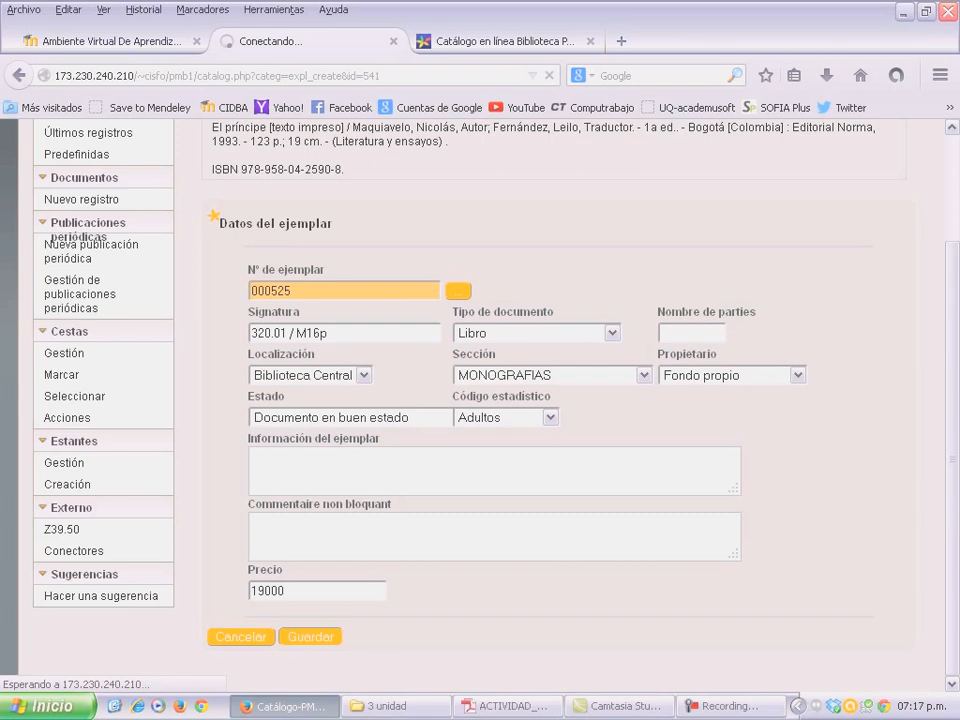 Archivo Editar Ver Historial Marcadores Herramientas Ayuda
Ambiente Virtual De Aprendiz... Conectando... Catálogo en línea Biblioteca P...
173.230.240.210/~cisfo/pmb1/catalog.php?categ=expl_create&id=541 Google
Más visitados Save to Mendeley CIDBA Yahoo! Facebook Cuentas de Google YouTube CT Computrabajo UQ-academusoft SOFIA Plus Twitter »
Últimos registros
Predefinidas
Documentos
Nuevo registro
Publicaciones
periódicas
Nueva publicación
periódica
Gestión de
publicaciones
periódicas
Cestas
Gestión
Marcar
Seleccionar
Acciones
Estantes
Gestión
Creación
Externo
Z39.50
Conectores
Sugerencias
Hacer una sugerencia
El príncipe [texto impreso] / Maquiavelo, Nicolás, Autor; Fernández, Leilo, Traductor. - 1a ed.. - Bogotá [Colombia] : Editorial Norma,
1993. - 123 p.; 19 cm. - (Literatura y ensayos) .
ISBN 978-958-04-2590-8.
Datos del ejemplar
Nº de ejemplar
000525
Signatura Tipo de documento Nombre de parties
320.01 / M16p Libro
Localización Sección Propietario
Biblioteca Central MONOGRAFIAS Fondo propio
Estado Código estadístico
Documento en buen estado Adultos
Información del ejemplar
Commentaire non bloquant
Precio
19000
Cancelar Guardar
Esperando a 173.230.240.210...
Inicio Catálogo-PM... 3 unidad ACTIVIDAD_... Camtasia Stu... Recording... 07:17 p.m.